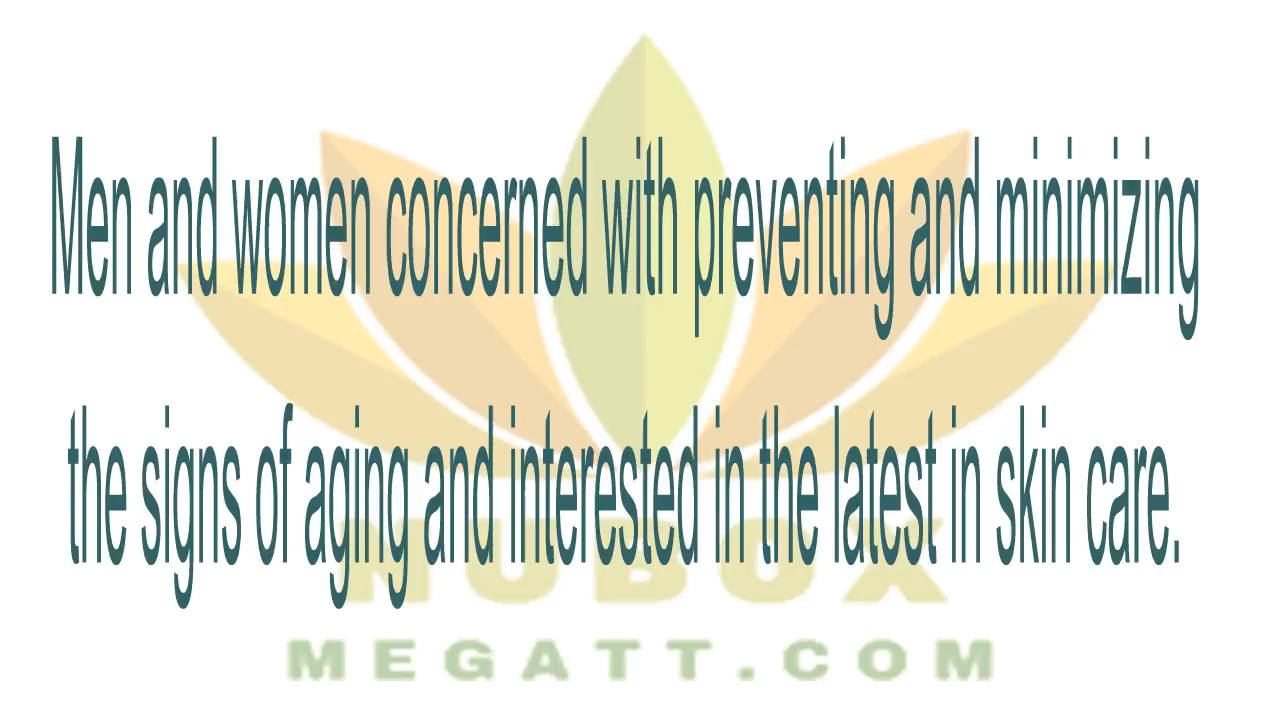 Men and women concerned with preventing and minimizing
the signs of aging and interested in the latest in skin care.
NUBOX
MEGATT.COM